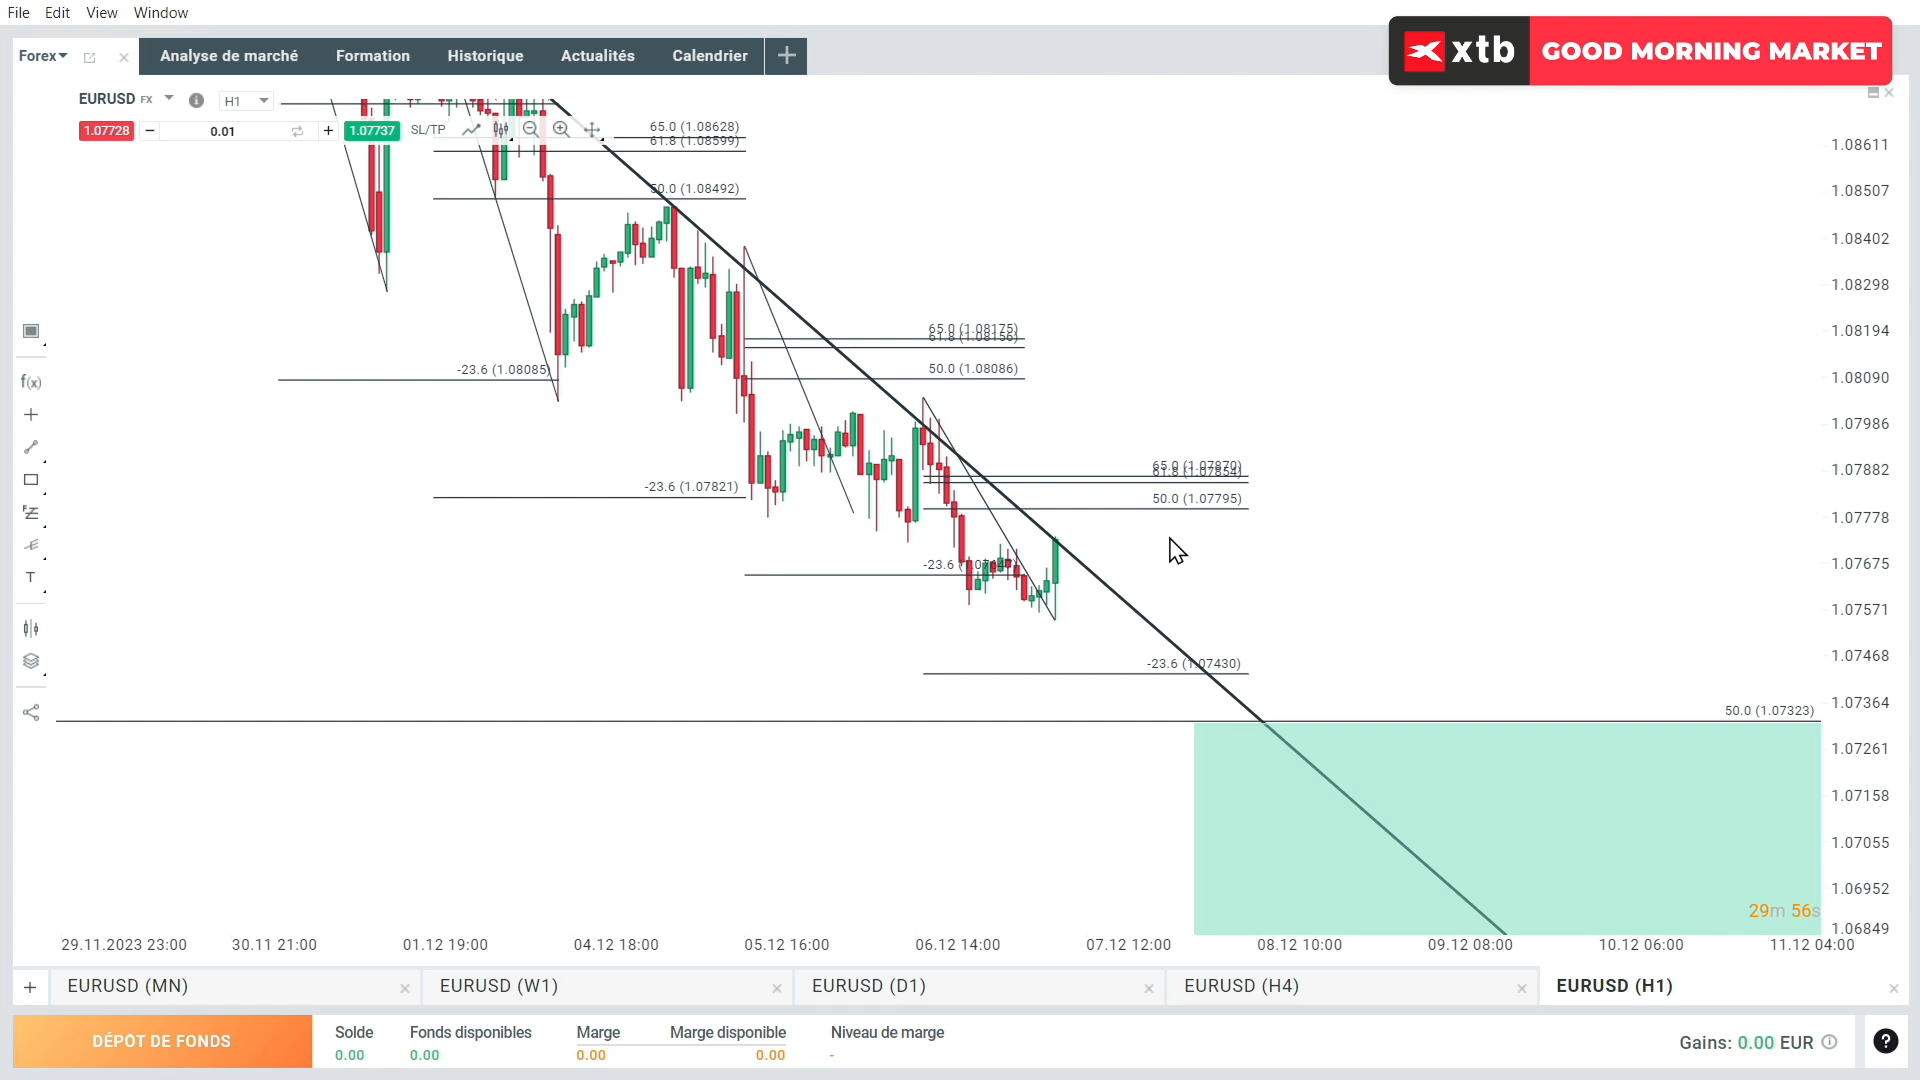 File Edit View Window
xtb GOOD MORNING MARKET
Forex Analyse de marché Formation Historique Actualités Calendrier
EURUSD FX H1
1.07728 0.01 1.07737 SL/TP
65.0 (1.08628)
61.8 (1.08599)
50.0 (1.08492)
-23.6 (1.08085)
65.0 (1.08175)
61.8 (1.08156)
50.0 (1.08086)
65.0 (1.07870)
61.8 (1.07854)
-23.6 (1.07821)
50.0 (1.07795)
-23.6
-23.6 (1.07430)
50.0 (1.07323)
1.08611
1.08507
1.08402
1.08298
1.08194
1.08090
1.07986
1.07882
1.07778
1.07675
1.07571
1.07468
1.07364
1.07261
1.07158
1.07055
1.06952
1.06849
f(x)
T
29m 56s
29.11.2023 23:00 30.11 21:00 01.12 19:00 04.12 18:00 05.12 16:00 06.12 14:00 07.12 12:00 08.12 10:00 09.12 08:00 10.12 06:00 11.12 04:00
EURUSD (MN) EURUSD (W1) EURUSD (D1) EURUSD (H4) EURUSD (H1)
DÉPÔT DE FONDS
Solde Fonds disponibles Marge Marge disponible Niveau de marge
0.00 0.00 0.00 0.00 -
Gains: 0.00 EUR